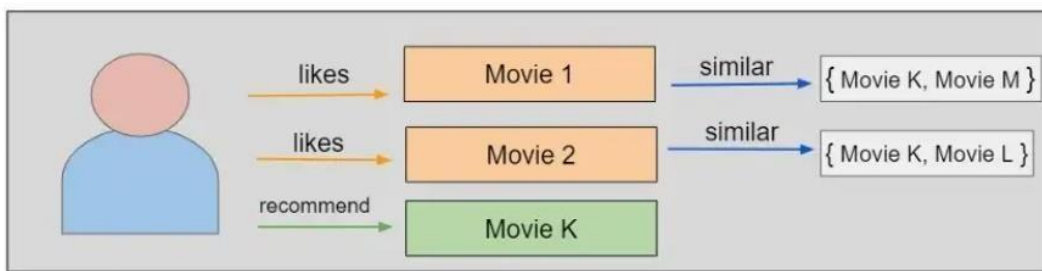 likes Movie 1 similar { Movie K, Movie M }
likes Movie 2 similar { Movie K, Movie L }
recommend Movie K